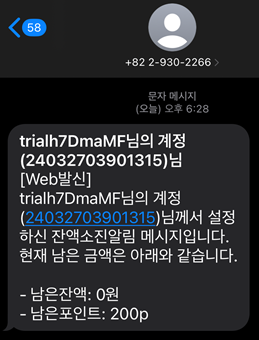 58
+82 2-930-2266
문자 메시지
(오늘) 오후 6:28
trialh7DmaMF님의 계정
(24032703901315)님
[Web발신]
trialh7DmaMF님의 계정
(24032703901315)님께서 설정
하신 잔액소진알림 메시지입니다.
현재 남은 금액은 아래와 같습니다.
- 남은잔액: 0원
- 남은포인트: 200p